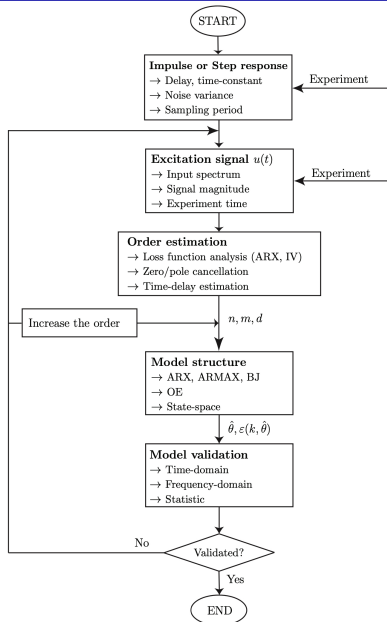 START
Impulse or Step response
→ Delay, time-constant
→ Noise variance
→ Sampling period
Experiment
Excitation signal u(t)
→ Input spectrum
→ Signal magnitude
→ Experiment time
Experiment
Order estimation
→ Loss function analysis (ARX, IV)
→ Zero/pole cancellation
→ Time-delay estimation
n, m, d
Increase the order
Model structure
→ ARX, ARMAX, BJ
→ OE
→ State-space
θ̂, ε(k, θ̂)
Model validation
→ Time-domain
→ Frequency-domain
→ Statistic
No
Validated?
Yes
END